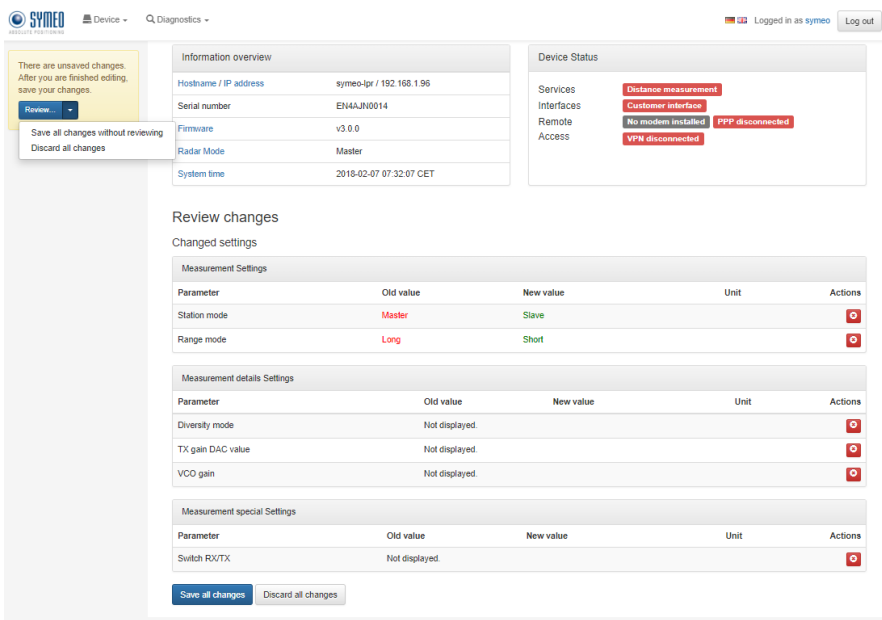 SYMEO
ABSOLUTE POSITIONING
Device
Diagnostics
Logged in as symeo
Log out
There are unsaved changes.
After you are finished editing,
save your changes.
Review...
Save all changes without reviewing
Discard all changes
Information overview
Hostname / IP address symeo-lpr / 192.168.1.96
Serial number EN4AJN0014
Firmware v3.0.0
Radar Mode Master
System time 2018-02-07 07:32:07 CET
Device Status
Services Distance measurement
Interfaces Customer interface
Remote No modem installed PPP disconnected
Access VPN disconnected
Review changes
Changed settings
Measurement Settings
Parameter Old value New value Unit Actions
Station mode Master Slave
Range mode Long Short
Measurement details Settings
Parameter Old value New value Unit Actions
Diversity mode Not displayed.
TX gain DAC value Not displayed.
VCO gain Not displayed.
Measurement special Settings
Parameter Old value New value Unit Actions
Switch RX/TX Not displayed.
Save all changes Discard all changes